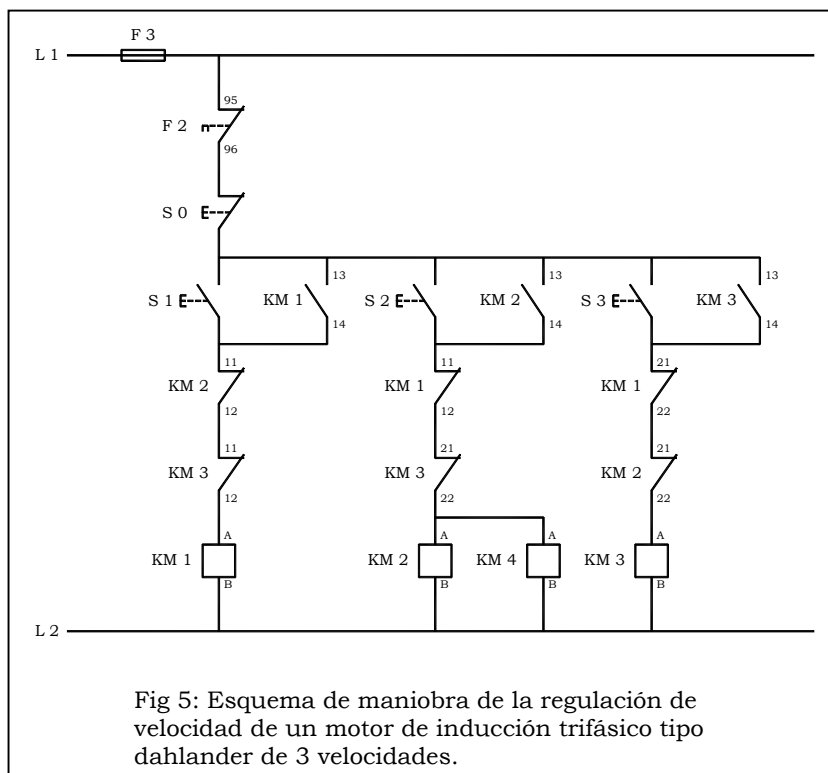 F 3
L 1
95
F 2
96
S 0
13 13 13
S 1 KM 1 S 2 KM 2 S 3 KM 3
14 14 14
11 11 21
KM 2 KM 1 KM 1
12 12 22
11 21 21
KM 3 KM 3 KM 2
12 22 22
A A A A
KM 1 KM 2 KM 4 KM 3
B B B B
L 2
Fig 5: Esquema de maniobra de la regulación de
velocidad de un motor de inducción trifásico tipo
dahlander de 3 velocidades.